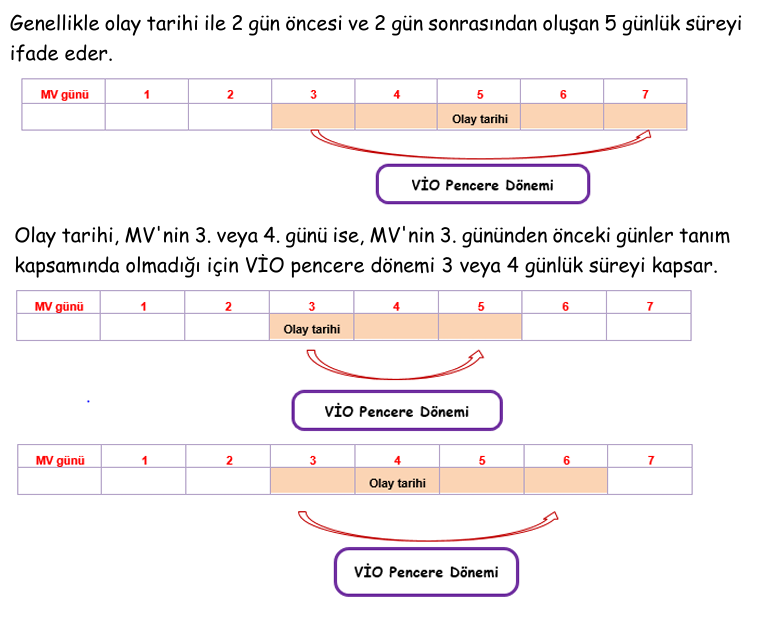 Genellikle olay tarihi ile 2 gün öncesi ve 2 gün sonrasından oluşan 5 günlük süreyi
ifade eder.
MV günü 1 2 3 4 5 6 7
Olay tarihi
VİO Pencere Dönemi
Olay tarihi, MV'nin 3. veya 4. günü ise, MV'nin 3. gününden önceki günler tanım
kapsamında olmadığı için VİO pencere dönemi 3 veya 4 günlük süreyi kapsar.
MV günü 1 2 3 4 5 6 7
Olay tarihi
VİO Pencere Dönemi
MV günü 1 2 3 4 5 6 7
Olay tarihi
VİO Pencere Dönemi